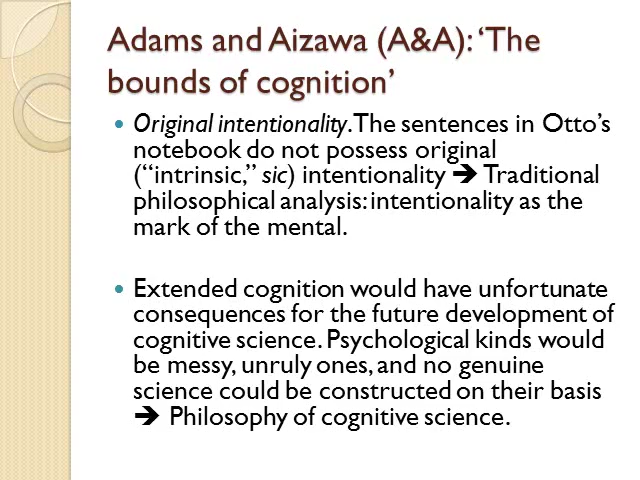 Adams and Aizawa (A&A): ‘The
bounds of cognition’
• Original intentionality. The sentences in Otto’s
notebook do not possess original
(“intrinsic,” sic) intentionality ➔ Traditional
philosophical analysis: intentionality as the
mark of the mental.
• Extended cognition would have unfortunate
consequences for the future development of
cognitive science. Psychological kinds would
be messy, unruly ones, and no genuine
science could be constructed on their basis
➔ Philosophy of cognitive science.